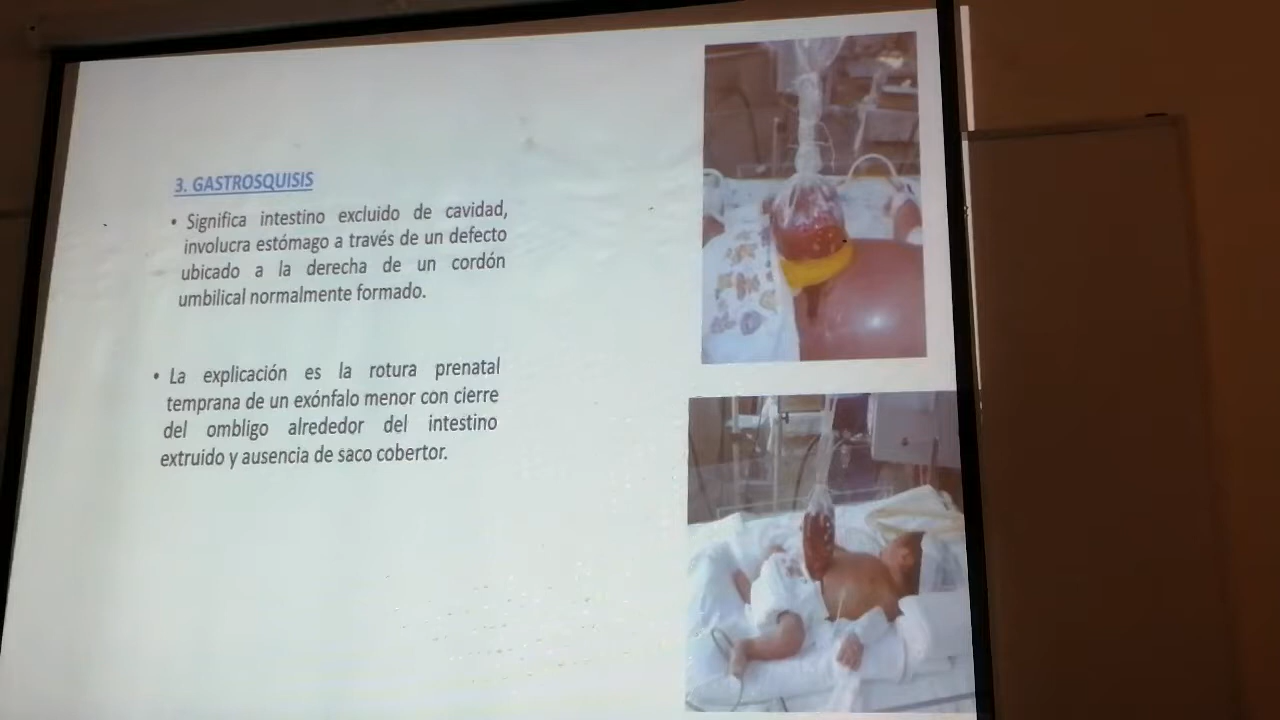 3. GASTROSQUISIS
• Significa intestino excluido de cavidad,
involucra estómago a través de un defecto
ubicado a la derecha de un cordón
umbilical normalmente formado.
• La explicación es la rotura prenatal
temprana de un exónfalo menor con cierre
del ombligo alrededor del intestino
extruido y ausencia de saco cobertor.